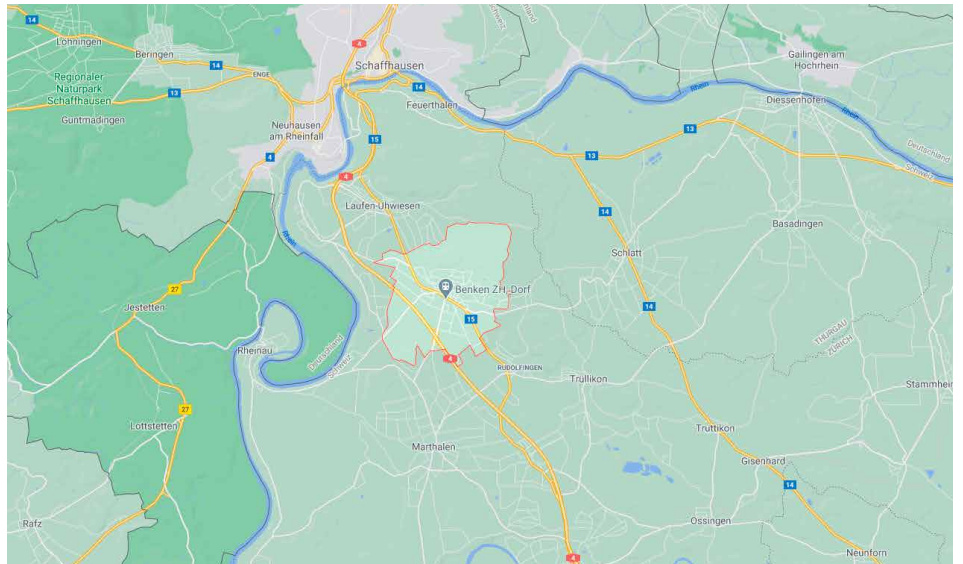 14
Löhningen
Beringen
14
ENGE
Regionaler
Naturpark
Schaffhausen
13
Guntmadingen
4
Schaffhausen
14
Feuerthalen
Neuhausen
am Rheinfall
15
4
4
Schweiz
Deutschland
Rhein
Gailingen am
Hochrhein
Diessenhofen
Rhein
Deutschland
Schweiz
13
13
Laufen-Uhwiesen
Rhein
14
Basadingen
Schlatt
27
Jestetten
Benken ZH, Dorf
15
14
Rheinau
Deutschland
Schweiz
4
RUDOLFINGEN
Trüllikon
THURGAU
ZÜRICH
Stammheim
27
Lottstetten
Marthalen
Truttikon
Gisenhard
14
Rafz
Ossingen
4
Neunforn